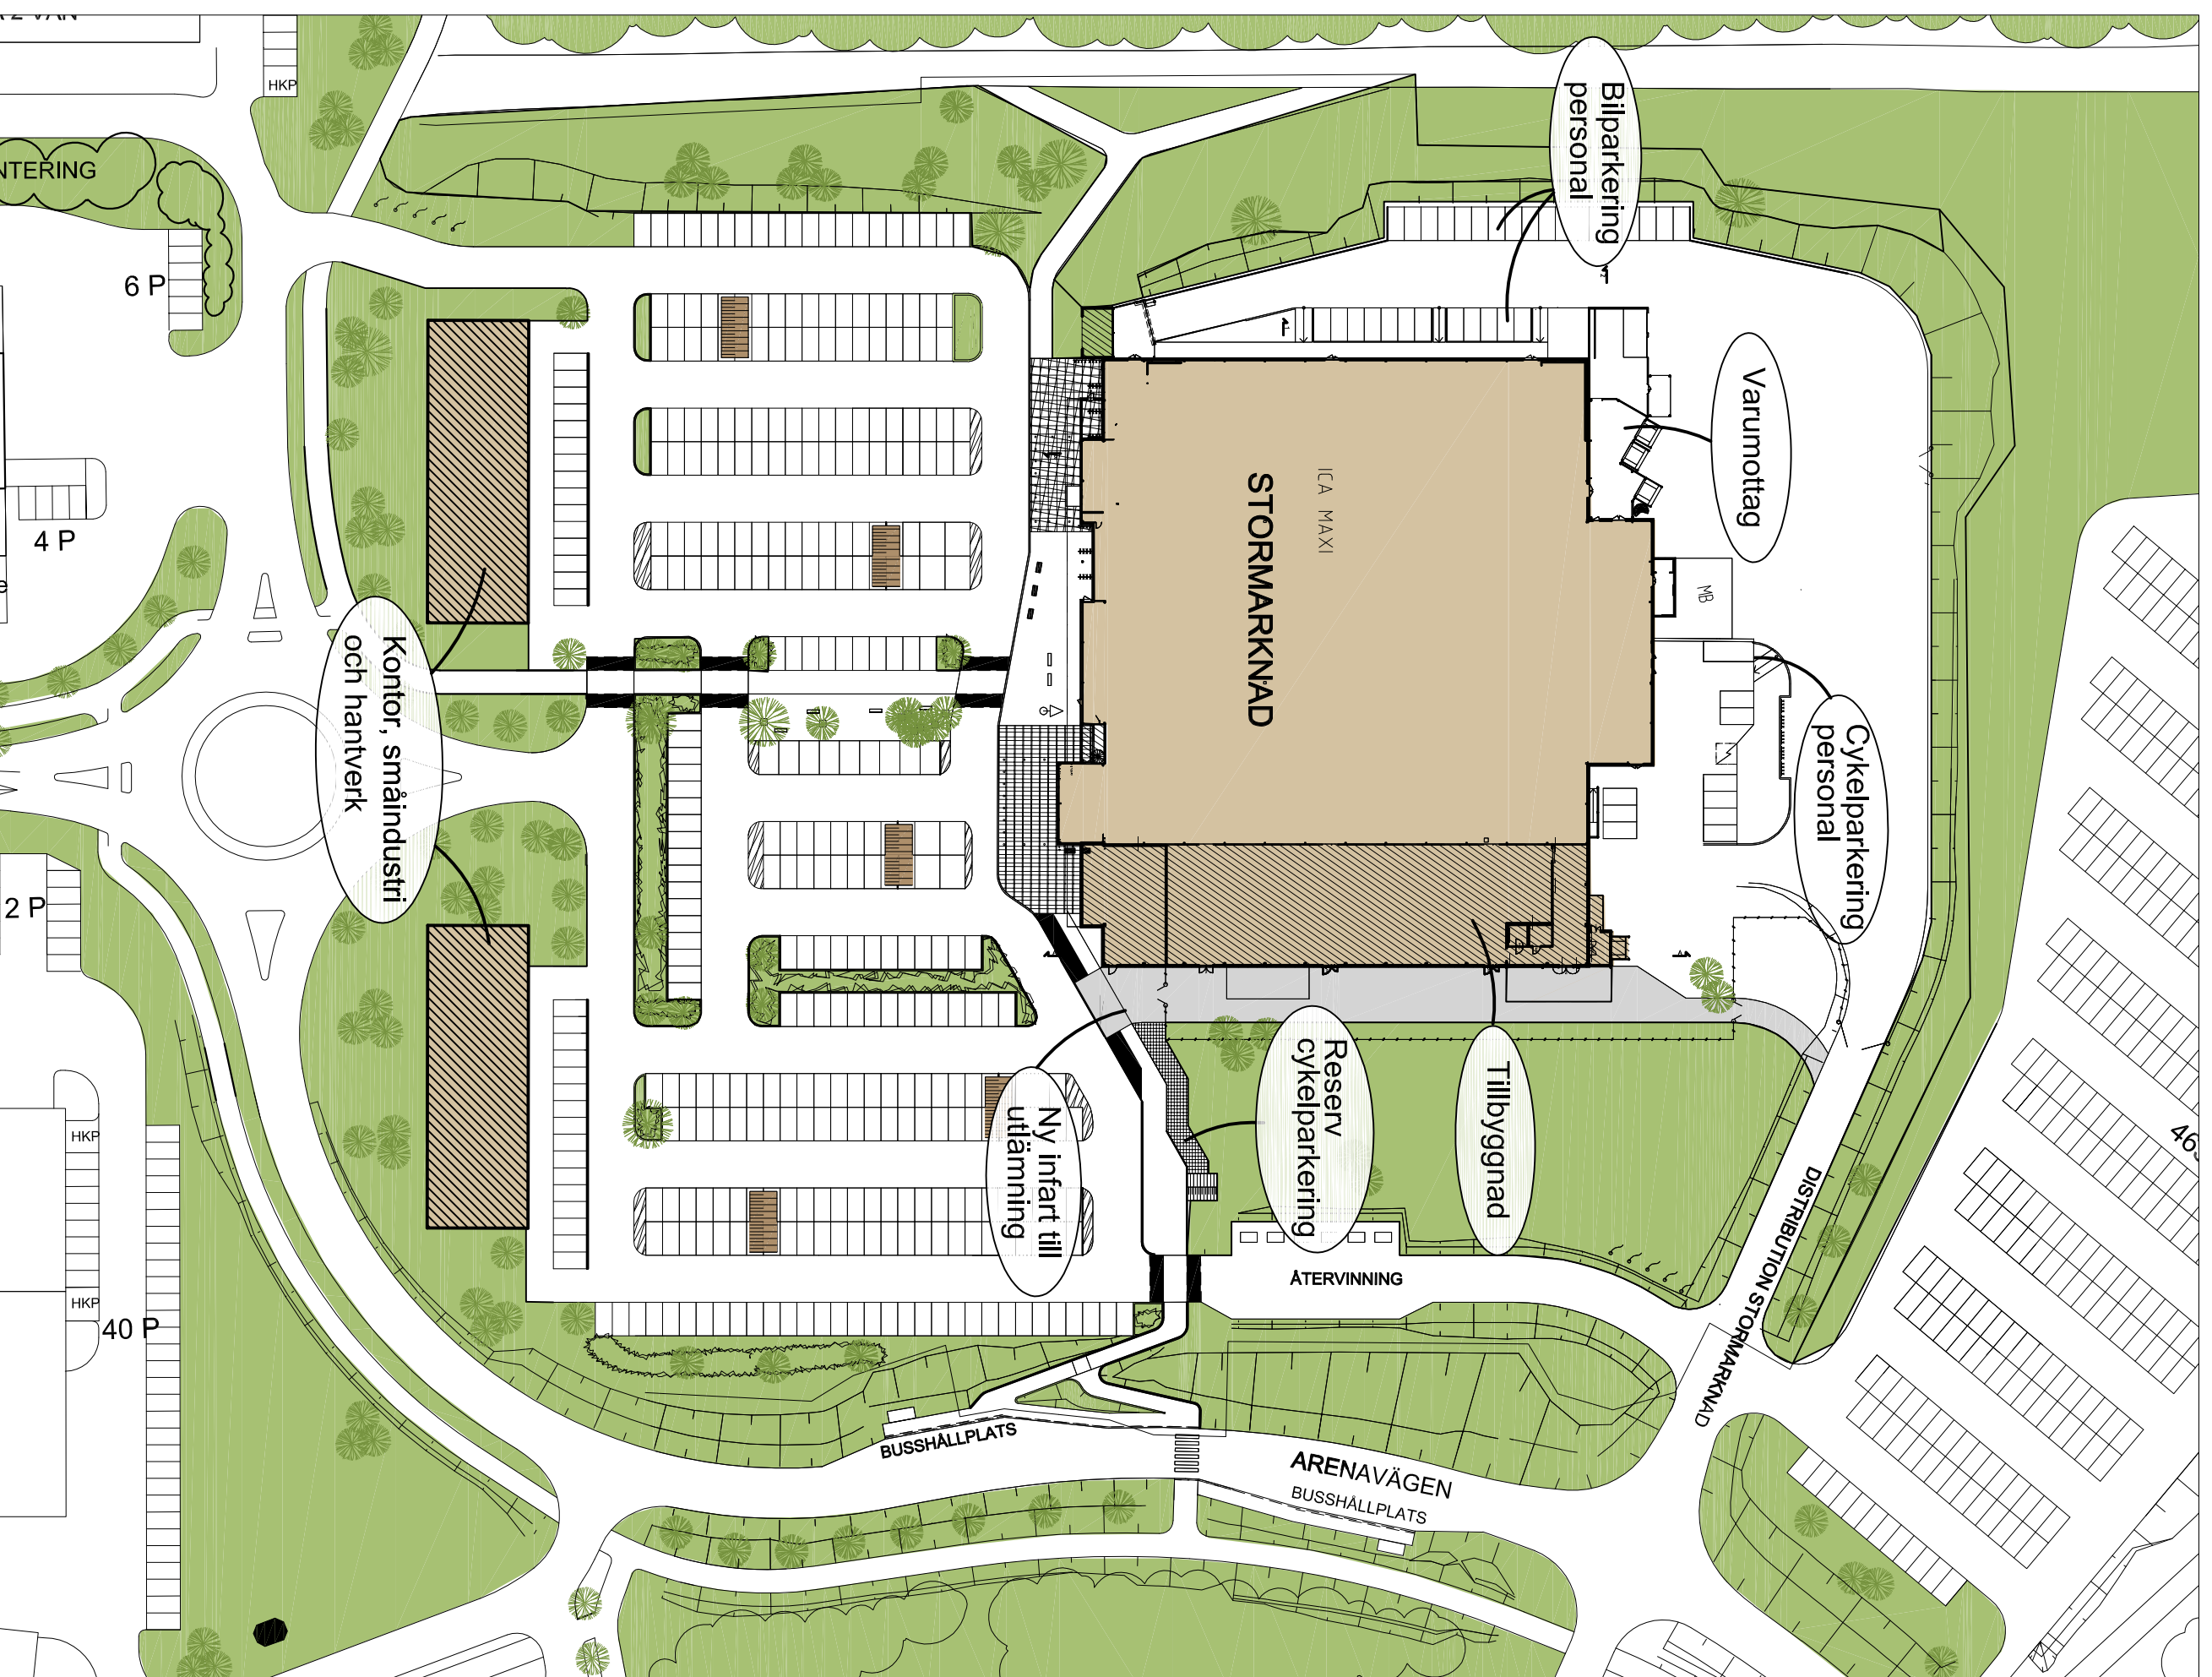 HKP
NTERING
6 P
4 P
2 P
HKP
HKP
40 P
Bilparkering
personal
Varumottag
ICA MAXI
STORMARKNAD
MB
Cykelparkering
personal
Kontor, småindustri
och hantverk
Tillbyggnad
Reserv
cykelparkering
Ny infart till
utlämning
ÅTERVINNING
DISTRIBUTION STORMARKNAD
BUSSHÅLLPLATS
ARENAVÄGEN
BUSSHÅLLPLATS